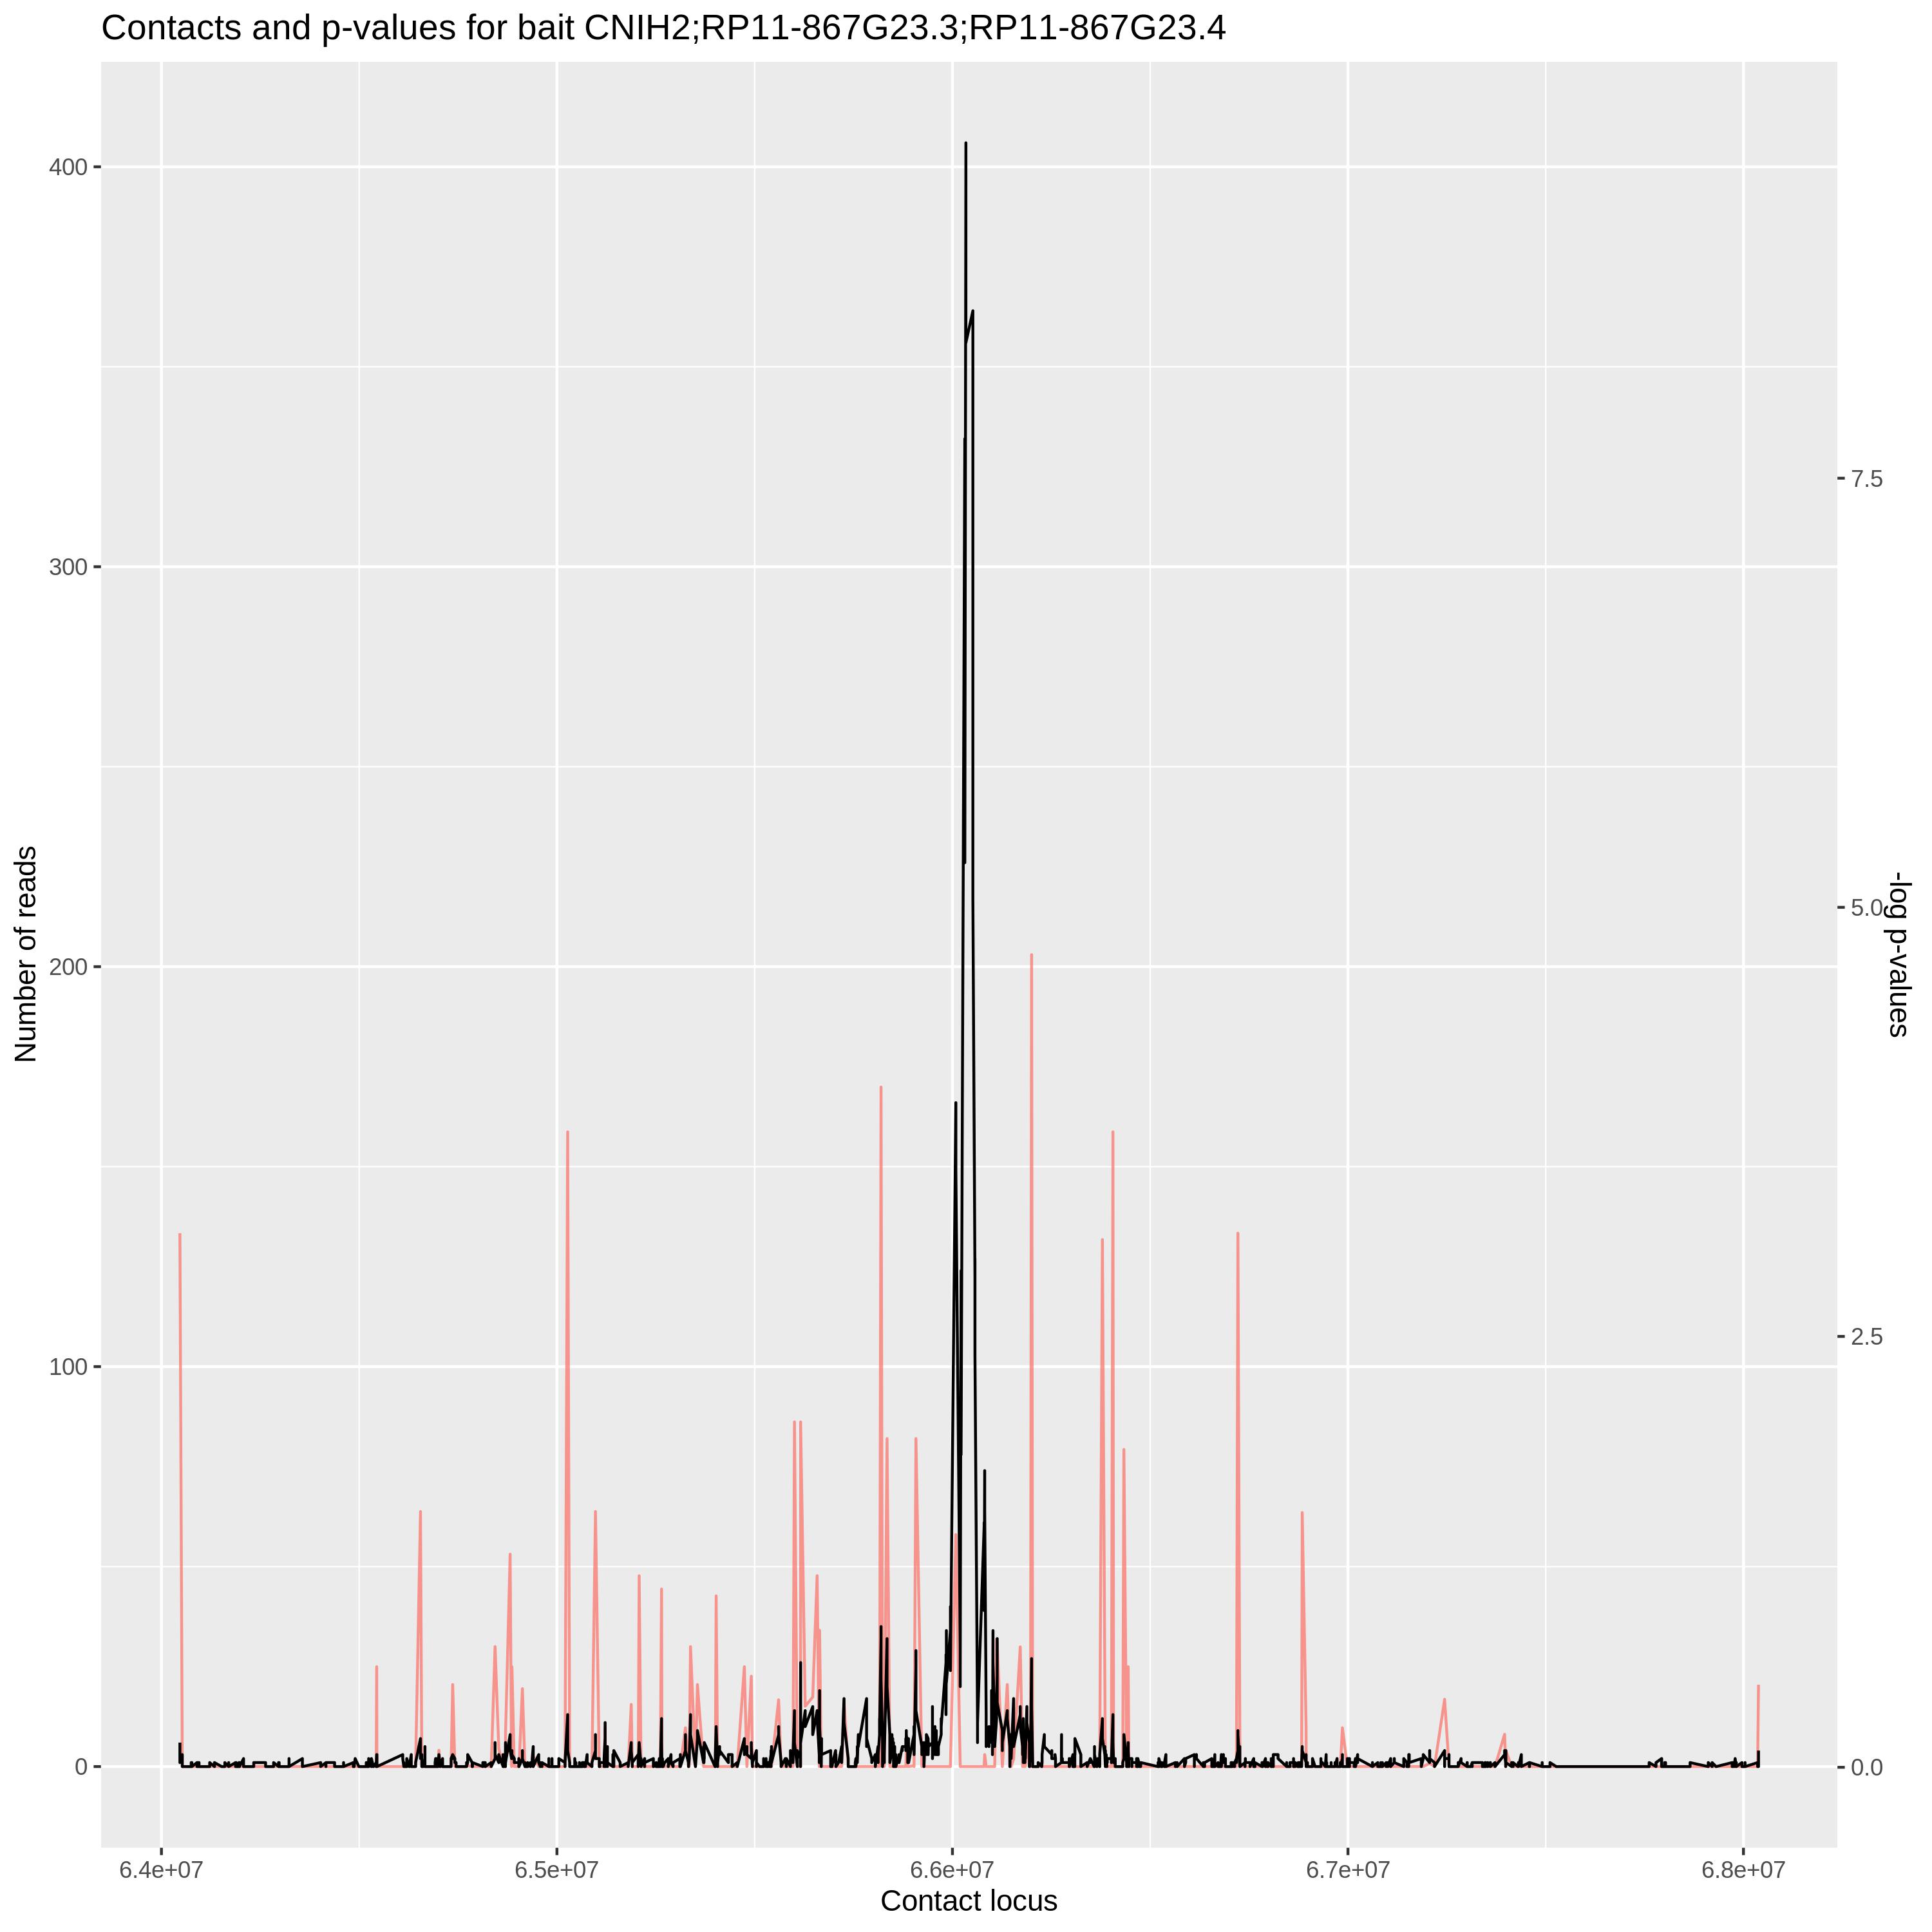 Contacts and p-values for bait CNIH2;RP11-867G23.3;RP11-867G23.4
400
300
200
100
0
Number of reads
7.5
5.0
2.5
0.0
-log p-values
6.4e+07 6.5e+07 6.6e+07 6.7e+07 6.8e+07
Contact locus